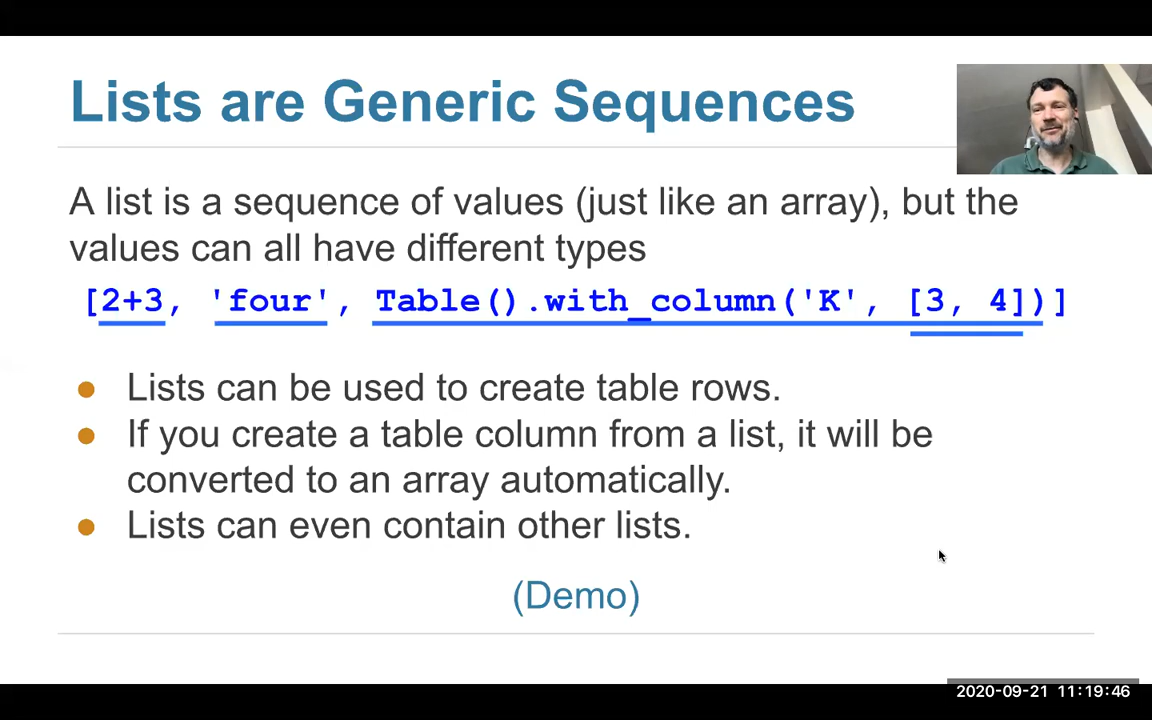 Lists are Generic Sequences
A list is a sequence of values (just like an array), but the
values can all have different types
[2+3, 'four', Table().with_column('K', [3, 4])]
● Lists can be used to create table rows.
● If you create a table column from a list, it will be
converted to an array automatically.
● Lists can even contain other lists.
(Demo)
2020-09-21 11:19:46